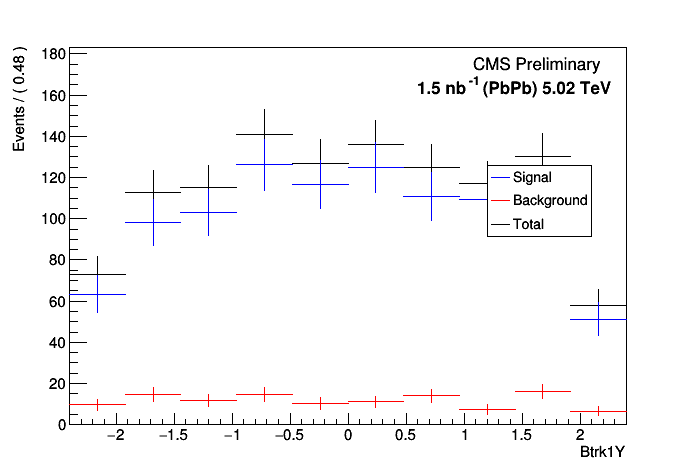 CMS Preliminary
1.5 nb⁻¹ (PbPb) 5.02 TeV
Events / ( 0.48 )
180
160
140
120
100
80
60
40
20
0
Signal
Background
Total
−2 −1.5 −1 −0.5 0 0.5 1 1.5 2
Btrk1Y